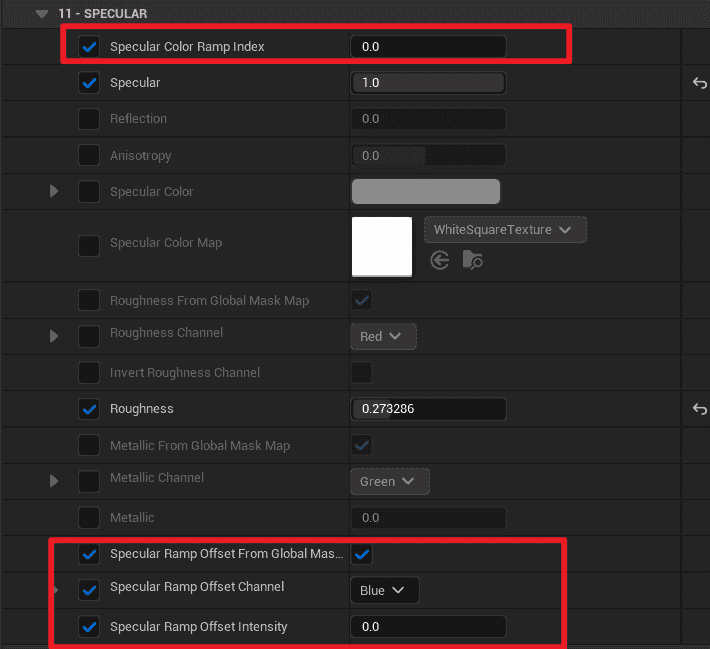 11 - SPECULAR
Specular Color Ramp Index 0.0
Specular 1.0
Reflection 0.0
Anisotropy 0.0
Specular Color
Specular Color Map WhiteSquareTexture
Roughness From Global Mask Map
Roughness Channel Red
Invert Roughness Channel
Roughness 0.273286
Metallic From Global Mask Map
Metallic Channel Green
Metallic 0.0
Specular Ramp Offset From Global Mas...
Specular Ramp Offset Channel Blue
Specular Ramp Offset Intensity 0.0